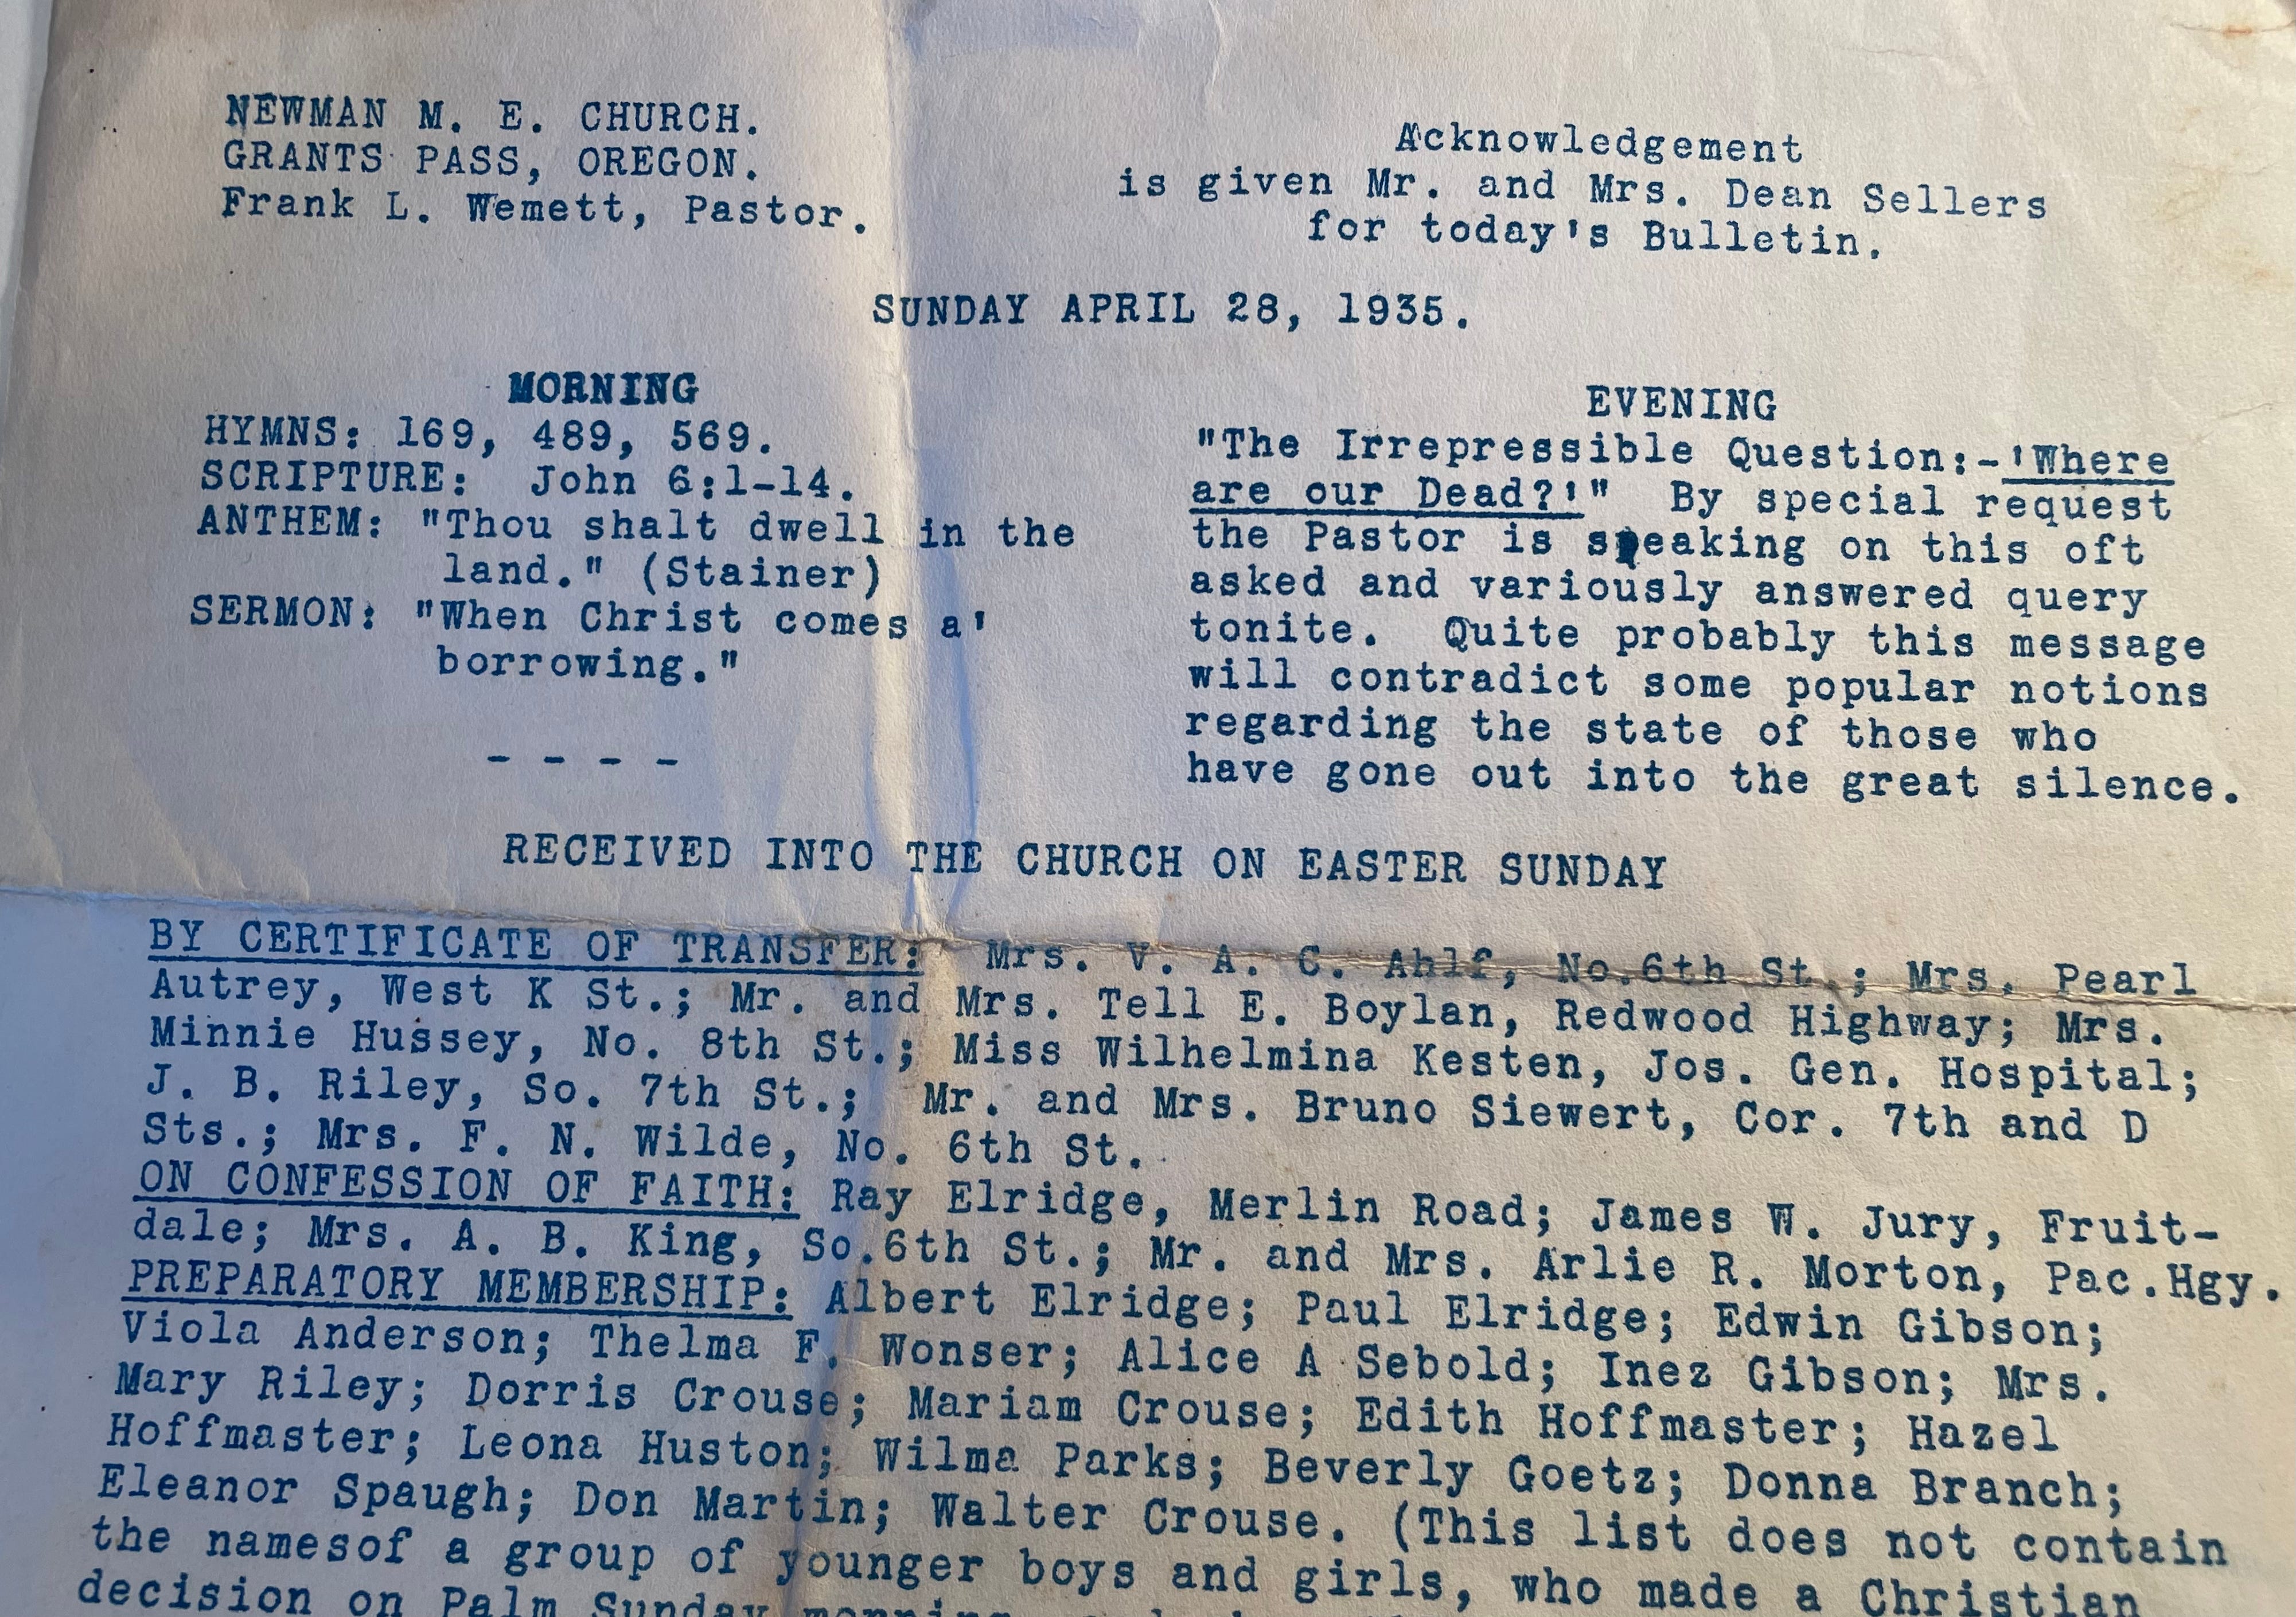 NEWMAN M. E. CHURCH.
GRANTS PASS, OREGON.
Frank L. Wemett, Pastor.
Acknowledgement
is given Mr. and Mrs. Dean Sellers
for today's Bulletin.
SUNDAY APRIL 28, 1935.
MORNING
HYMNS: 169, 489, 569.
SCRIPTURE: John 6:1-14.
ANTHEM: "Thou shalt dwell in the
land." (Stainer)
SERMON: "When Christ comes a'
borrowing."
- - - -
EVENING
"The Irrepressible Question:-'Where
are our Dead?'" By special request
the Pastor is speaking on this oft
asked and variously answered query
tonite. Quite probably this message
will contradict some popular notions
regarding the state of those who
have gone out into the great silence.
RECEIVED INTO THE CHURCH ON EASTER SUNDAY
BY CERTIFICATE OF TRANSFER: Mrs. V. A. C. Ahlf, No.6th St.; Mrs. Pearl
Autrey, West K St.; Mr. and Mrs. Tell E. Boylan, Redwood Highway; Mrs.
Minnie Hussey, No. 8th St.; Miss Wilhelmina Kesten, Jos. Gen. Hospital;
J. B. Riley, So. 7th St.; Mr. and Mrs. Bruno Siewert, Cor. 7th and D
Sts.; Mrs. F. N. Wilde, No. 6th St.
ON CONFESSION OF FAITH: Ray Elridge, Merlin Road; James W. Jury, Fruit-
dale; Mrs. A. B. King, So.6th St.; Mr. and Mrs. Arlie R. Morton, Pac.Hgy.
PREPARATORY MEMBERSHIP: Albert Elridge; Paul Elridge; Edwin Gibson;
Viola Anderson; Thelma F. Wonser; Alice A Sebold; Inez Gibson; Mrs.
Mary Riley; Dorris Crouse; Mariam Crouse; Edith Hoffmaster; Hazel
Hoffmaster; Leona Huston; Wilma Parks; Beverly Goetz; Donna Branch;
Eleanor Spaugh; Don Martin; Walter Crouse. (This list does not contain
the namesof a group of younger boys and girls, who made a Christian
decision on Palm Sunday